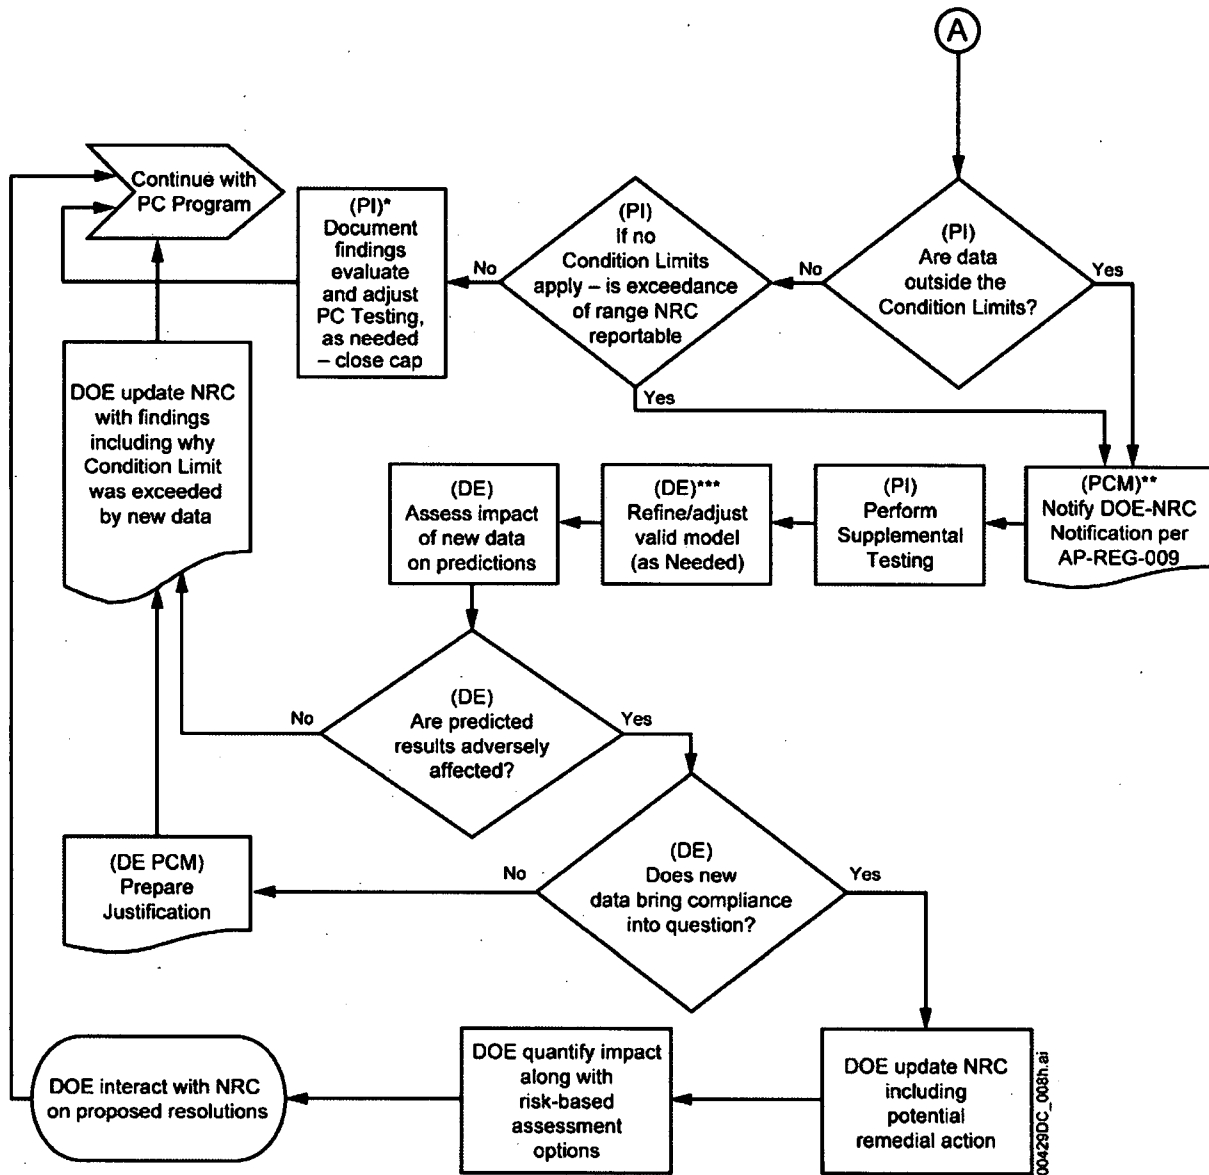 A
Continue with
PC Program
(PI)*
Document
findings
evaluate
and adjust
PC Testing,
as needed
– close cap
No
(PI)
If no
Condition Limits
apply – is exceedance
of range NRC
reportable
No
(PI)
Are data
outside the
Condition Limits?
Yes
Yes
DOE update NRC
with findings
including why
Condition Limit
was exceeded
by new data
(DE)
Assess impact
of new data
on predictions
(DE)***
Refine/adjust
valid model
(as Needed)
(PI)
Perform
Supplemental
Testing
(PCM)**
Notify DOE-NRC
Notification per
AP-REG-009
No
(DE)
Are predicted
results adversely
affected?
Yes
(DE PCM)
Prepare
Justification
No
(DE)
Does new
data bring compliance
into question?
Yes
DOE interact with NRC
on proposed resolutions
DOE quantify impact
along with
risk-based
assessment
options
DOE update NRC
including
potential
remedial action
00429DC_008h.ai